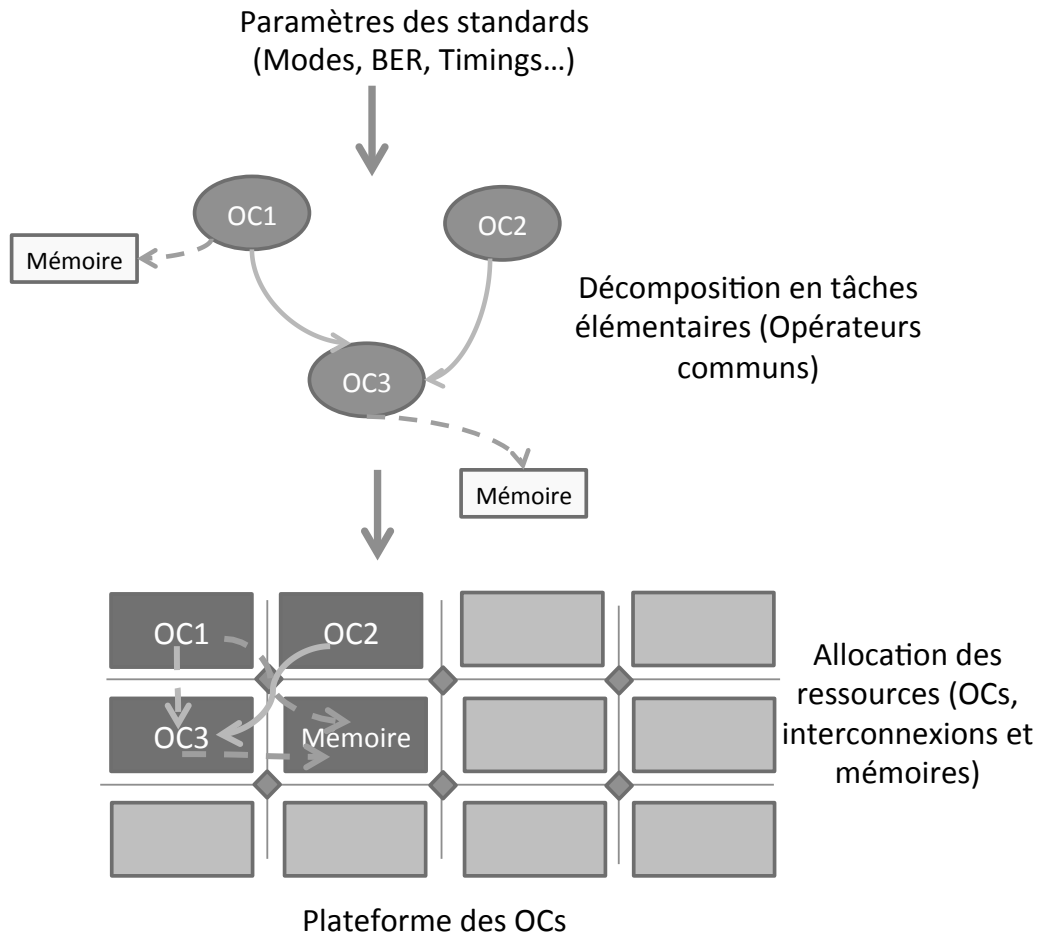 Paramètres des standards
(Modes, BER, Timings…)
OC1
OC2
Mémoire
Décomposition en tâches
élémentaires (Opérateurs
communs)
OC3
Mémoire
OC1
OC2
Allocation des
ressources (OCs,
interconnexions et
mémoires)
OC3
Mémoire
Plateforme des OCs